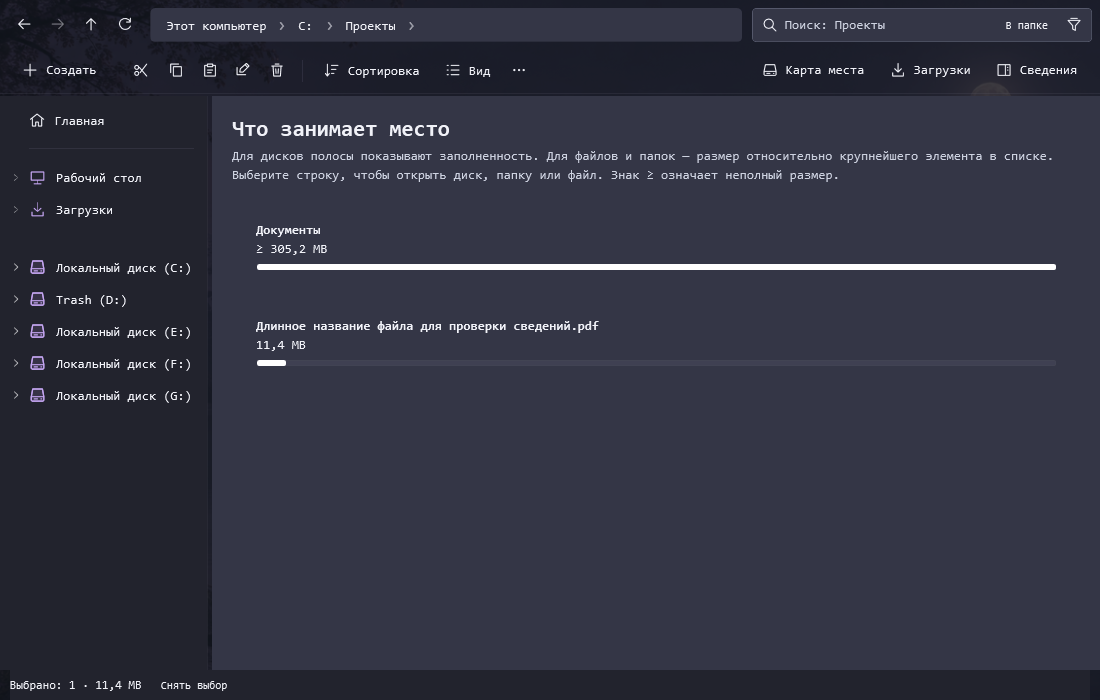 Этот компьютер > C: > Проекты >
Поиск: Проекты
В папке
Создать
Сортировка
Вид
Карта места
Загрузки
Сведения
Главная
Рабочий стол
Загрузки
Локальный диск (C:)
Trash (D:)
Локальный диск (E:)
Локальный диск (F:)
Локальный диск (G:)
Что занимает место
Для дисков полосы показывают заполненность. Для файлов и папок — размер относительно крупнейшего элемента в списке.
Выберите строку, чтобы открыть диск, папку или файл. Знак ≥ означает неполный размер.
Документы
≥ 305,2 MB
Длинное название файла для проверки сведений.pdf
11,4 MB
Выбрано: 1 · 11,4 MB
Снять выбор